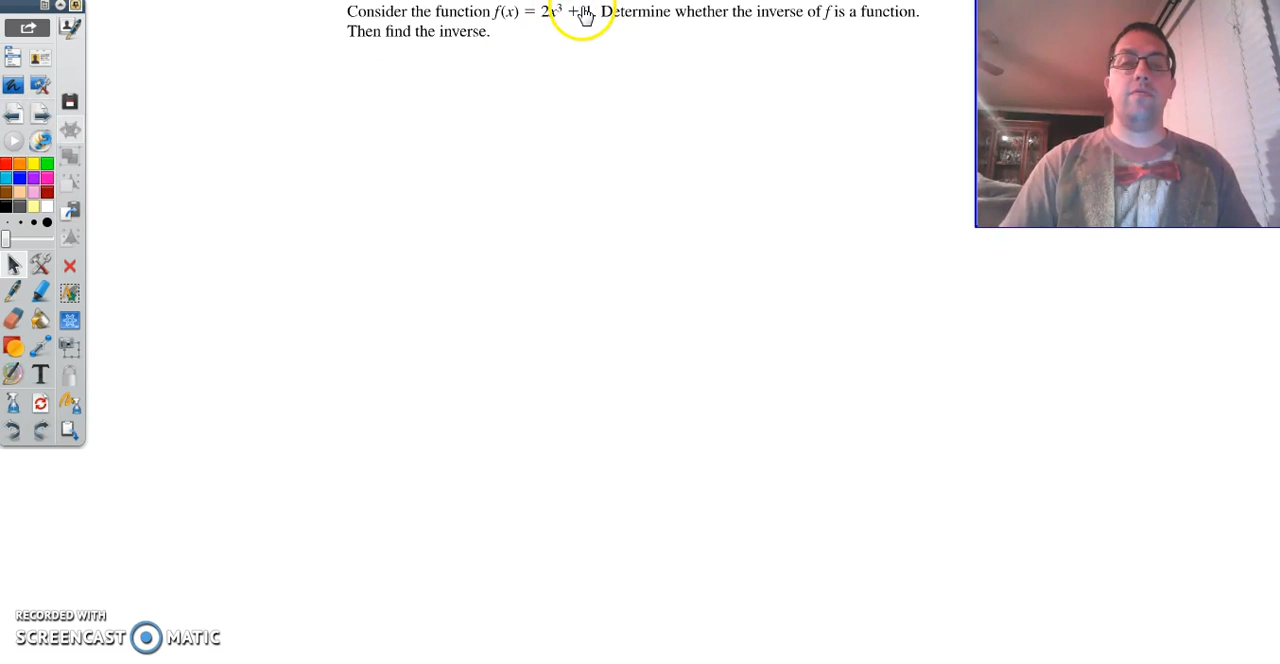 Consider the function f(x) = 2x³ + Determine whether the inverse of f is a function.
Then find the inverse.
T
RECORDED WITH
SCREENCAST MATIC